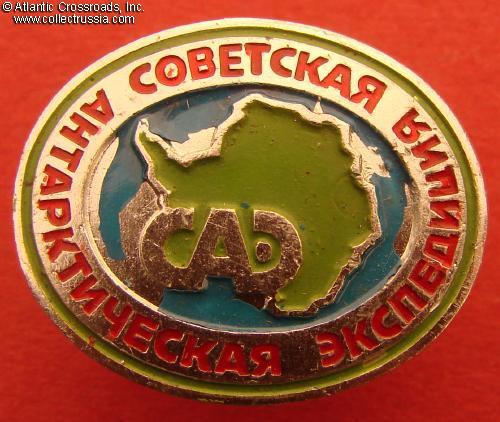 © Atlantic Crossroads, Inc.
www.collectrussia.com
СОВЕТСКАЯ
АНТАРКТИЧЕСКАЯ ЭКСПЕДИЦИЯ
САЭ